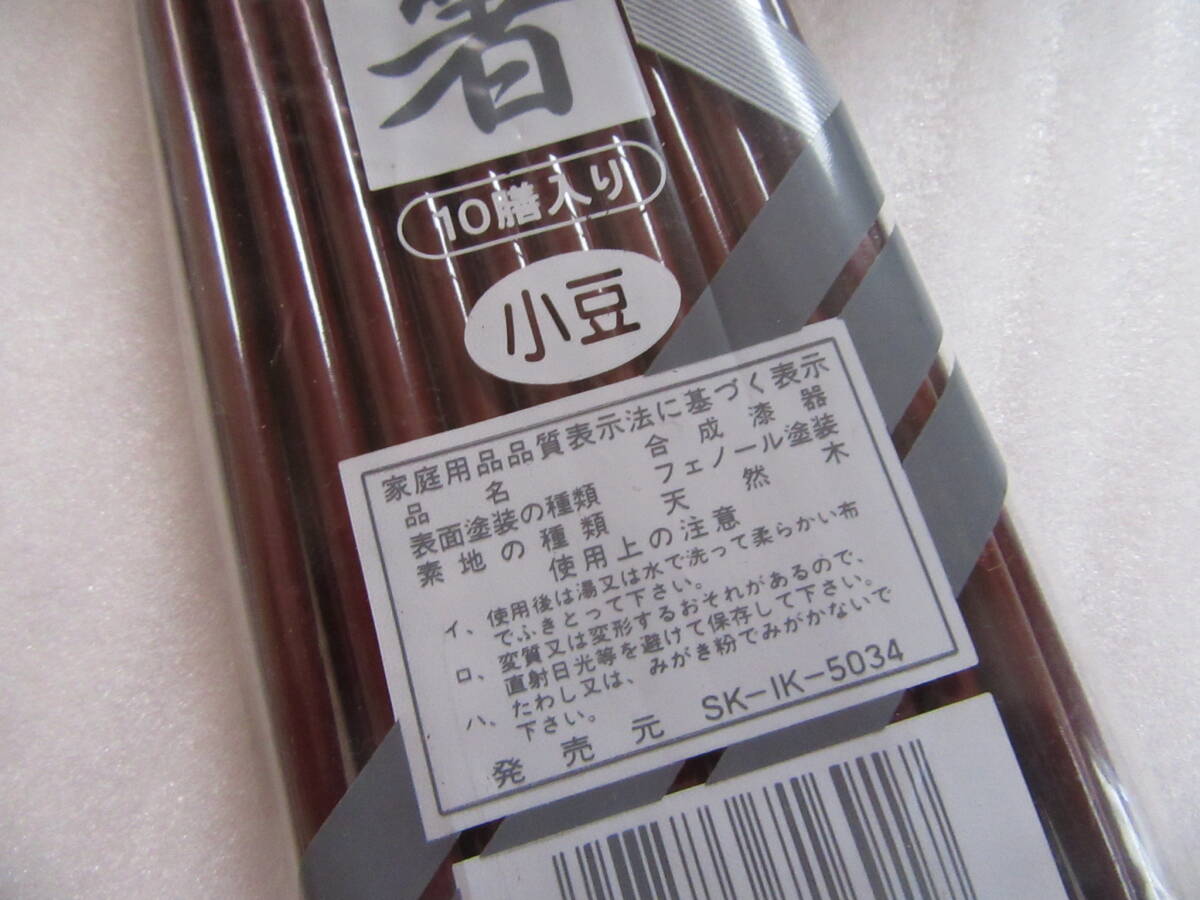 箸
10膳入り
小豆
家庭用品品質表示法に基づく表示
品名 合成漆器
表面塗装の種類 フェノール塗装
素地の種類 天然木
使用上の注意
イ、使用後は湯又は水で洗って柔らかい布
でふきとって下さい。
ロ、変質又は変形するおそれがあるので、
直射日光等を避けて保存して下さい。
ハ、たわし又は、みがき粉でみがかないで
下さい。
発売元 SK-IK-5034